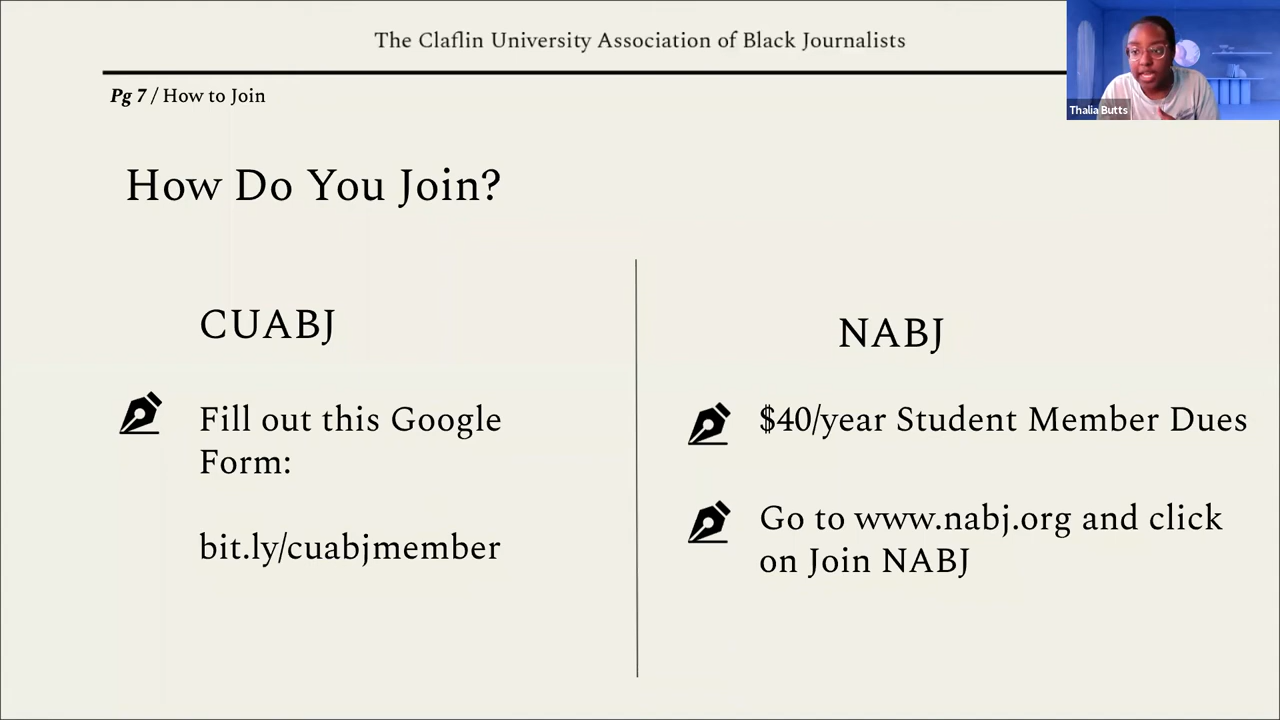 The Claflin University Association of Black Journalists
Pg 7 / How to Join
Thalia Butts
How Do You Join?
CUABJ
Fill out this Google
Form:
bit.ly/cuabjmember
NABJ
$40/year Student Member Dues
Go to www.nabj.org and click
on Join NABJ